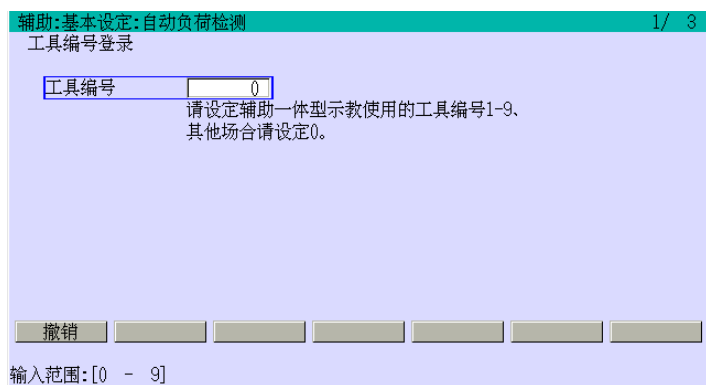 辅助:基本设定:自动负荷检测 1/ 3
工具编号登录
工具编号 0
请设定辅助一体型示教使用的工具编号1-9、
其他场合请设定0。
撤销
输入范围:[0 - 9]